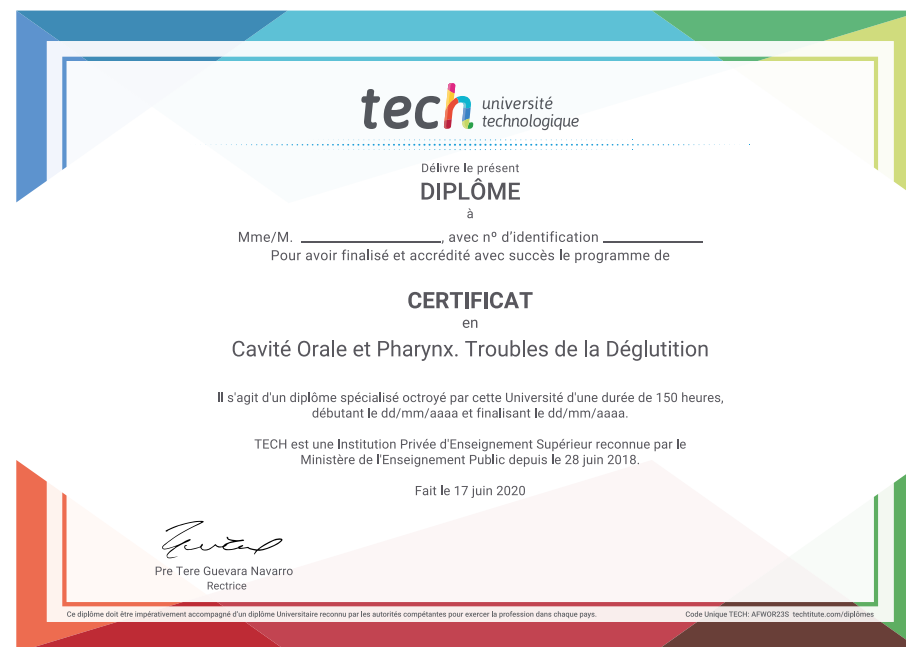 tech université
technologique
Délivre le présent
DIPLÔME
à
Mme/M. ____________________, avec nº d'identification ______________
Pour avoir finalisé et accrédité avec succès le programme de
CERTIFICAT
en
Cavité Orale et Pharynx. Troubles de la Déglutition
Il s'agit d'un diplôme spécialisé octroyé par cette Université d'une durée de 150 heures,
débutant le dd/mm/aaaa et finalisant le dd/mm/aaaa.
TECH est une Institution Privée d'Enseignement Supérieur reconnue par le
Ministère de l'Enseignement Public depuis le 28 juin 2018.
Fait le 17 juin 2020
Pre Tere Guevara Navarro
Rectrice
Ce diplôme doit être impérativement accompagné d'un diplôme Universitaire reconnu par les autorités compétantes pour exercer la profession dans chaque pays.
Code Unique TECH: AFWOR23S techtitute.com/diplômes